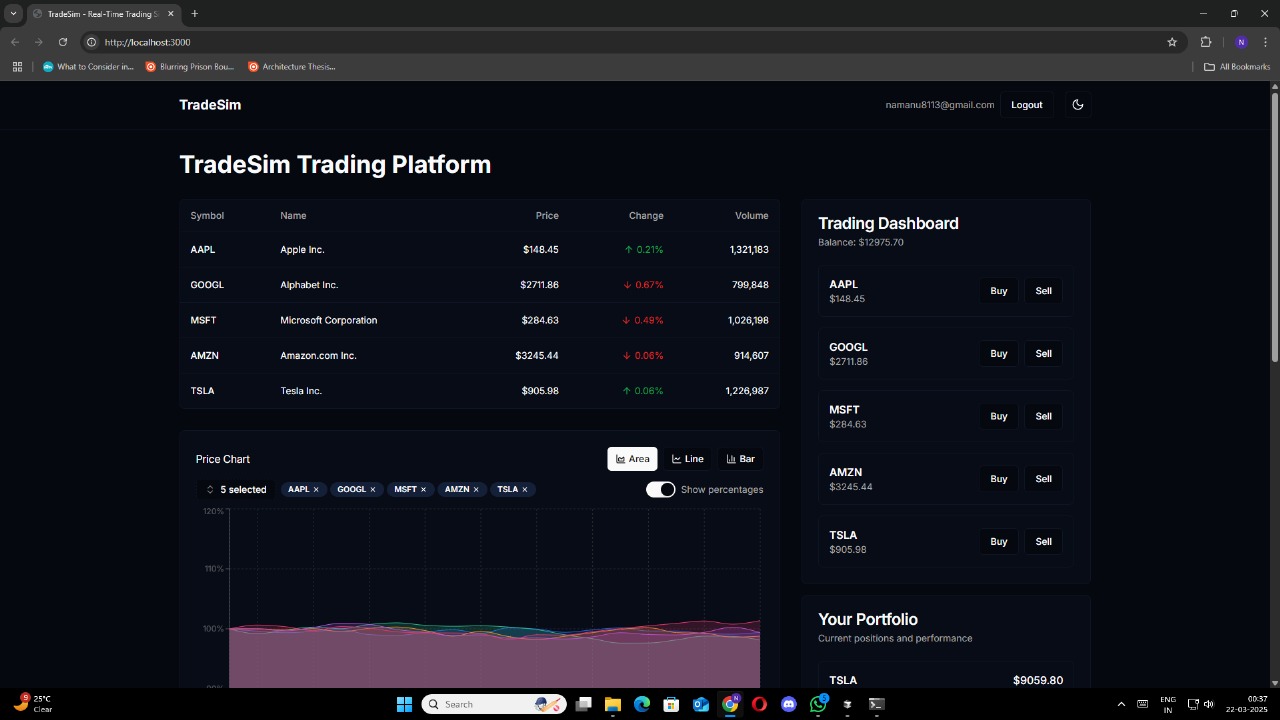 TradeSim - Real-Time Trading S
http://localhost:3000
N
What to Consider in...
Blurring Prison Bou...
Architecture Thesis...
All Bookmarks
TradeSim
namanu8113@gmail.com
Logout
TradeSim Trading Platform
Symbol Name Price Change Volume
AAPL Apple Inc. $148.45 ↑ 0.21% 1,321,183
GOOGL Alphabet Inc. $2711.86 ↓ 0.67% 799,848
MSFT Microsoft Corporation $284.63 ↓ 0.49% 1,026,198
AMZN Amazon.com Inc. $3245.44 ↓ 0.06% 914,607
TSLA Tesla Inc. $905.98 ↑ 0.06% 1,226,987
Price Chart
Area Line Bar
5 selected AAPL × GOOGL × MSFT × AMZN × TSLA ×
Show percentages
120%
110%
100%
90%
Trading Dashboard
Balance: $12975.70
AAPL
$148.45
Buy Sell
GOOGL
$2711.86
Buy Sell
MSFT
$284.63
Buy Sell
AMZN
$3245.44
Buy Sell
TSLA
$905.98
Buy Sell
Your Portfolio
Current positions and performance
TSLA $9059.80
9
25°C
Clear
Search
N
2
ENG
IN
00:37
22-03-2025